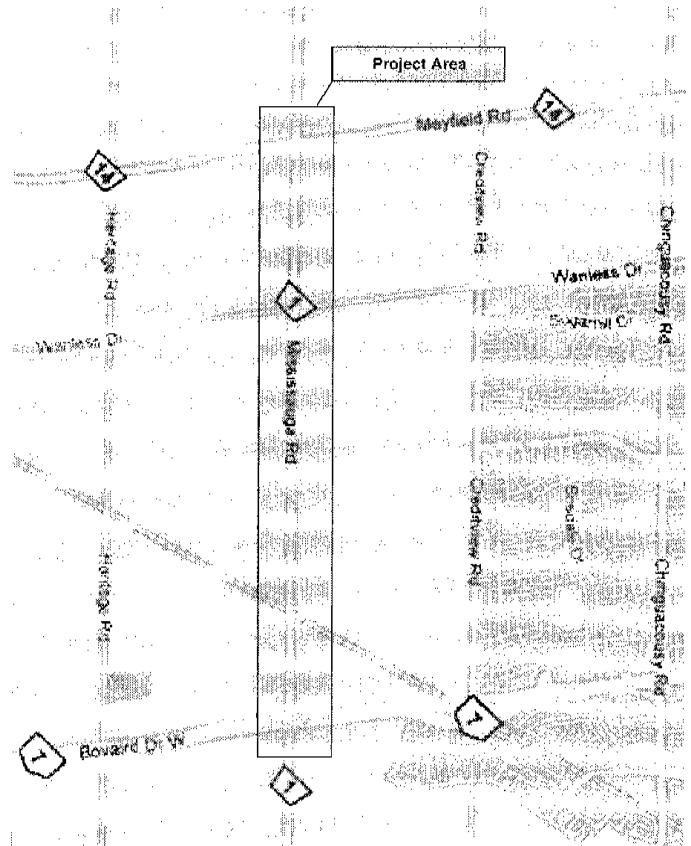 Project Area
14
Mayfield Rd
14
Creditview Rd
Heritage Rd
Chinguacousy Rd
Wanless Dr
1
Wanless Dr
Mississauga Rd
Creditview Rd
Heritage Rd
Chinguacousy Rd
7
7
Bovaird Dr W
1